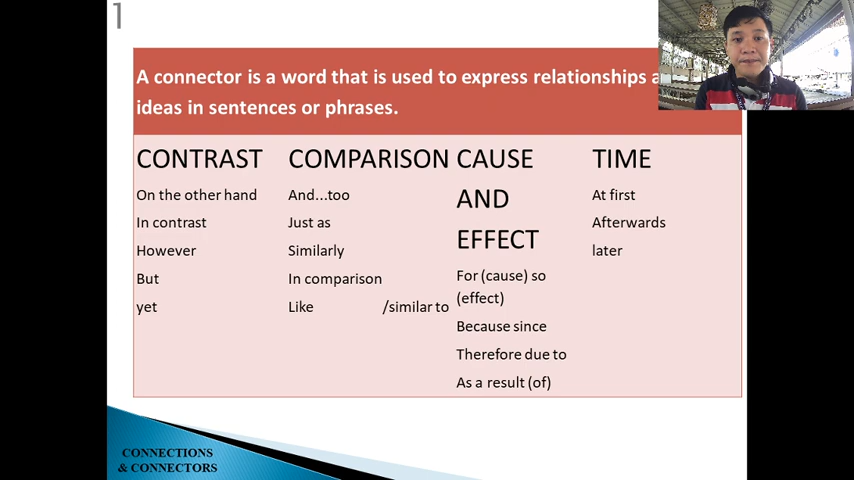 1
A connector is a word that is used to express relationships
ideas in sentences or phrases.
CONTRAST
On the other hand
In contrast
However
But
yet
COMPARISON
And...too
Just as
Similarly
In comparison
Like /similar to
CAUSE
AND
EFFECT
For (cause) so
(effect)
Because since
Therefore due to
As a result (of)
TIME
At first
Afterwards
later
CONNECTIONS
& CONNECTORS